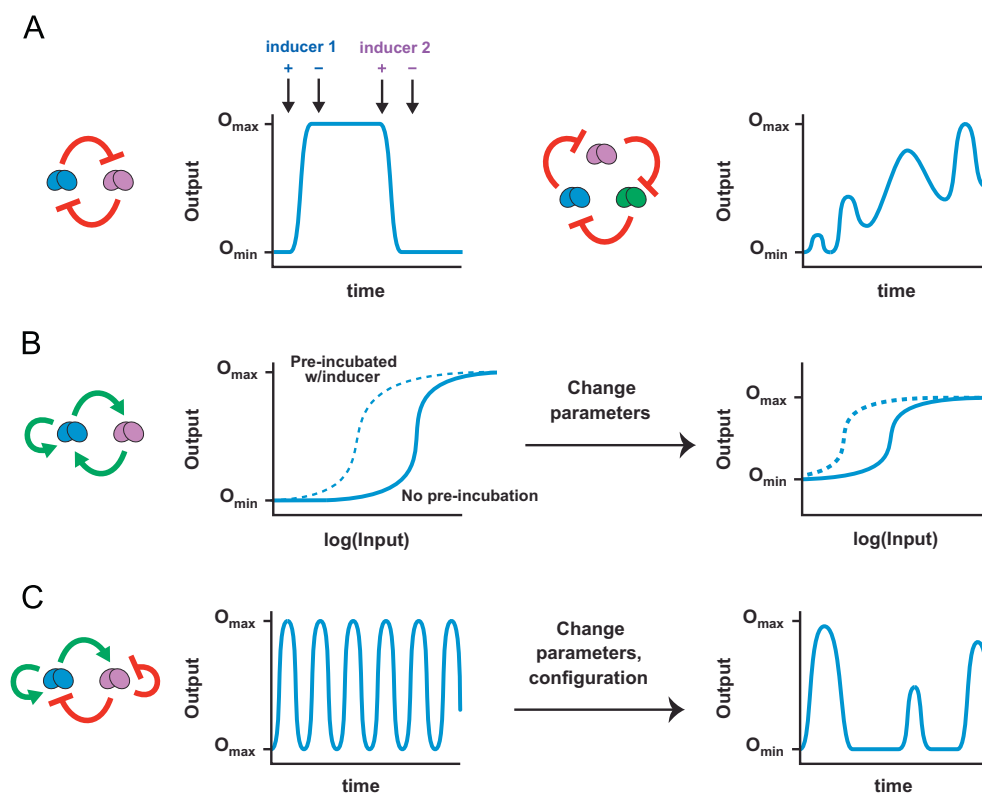 A
inducer 1
inducer 2
+
–
+
–
Omax
Output
Omin
time
Omax
Output
Omin
time
B
Omax
Output
Omin
Pre-incubated
w/inducer
No pre-incubation
log(Input)
Change
parameters
Omax
Output
Omin
log(Input)
C
Omax
Output
Omax
time
Change
parameters,
configuration
Omax
Output
Omin
time